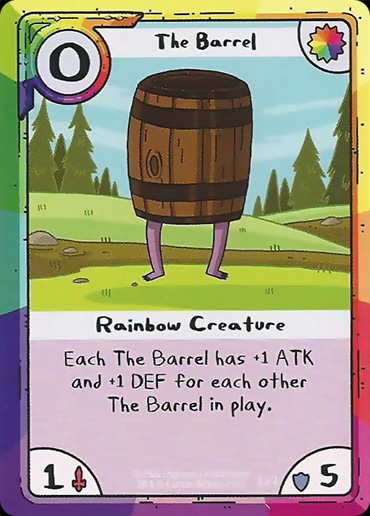 0
The Barrel
Rainbow Creature
Each The Barrel has +1 ATK
and +1 DEF for each other
The Barrel in play.
1
5